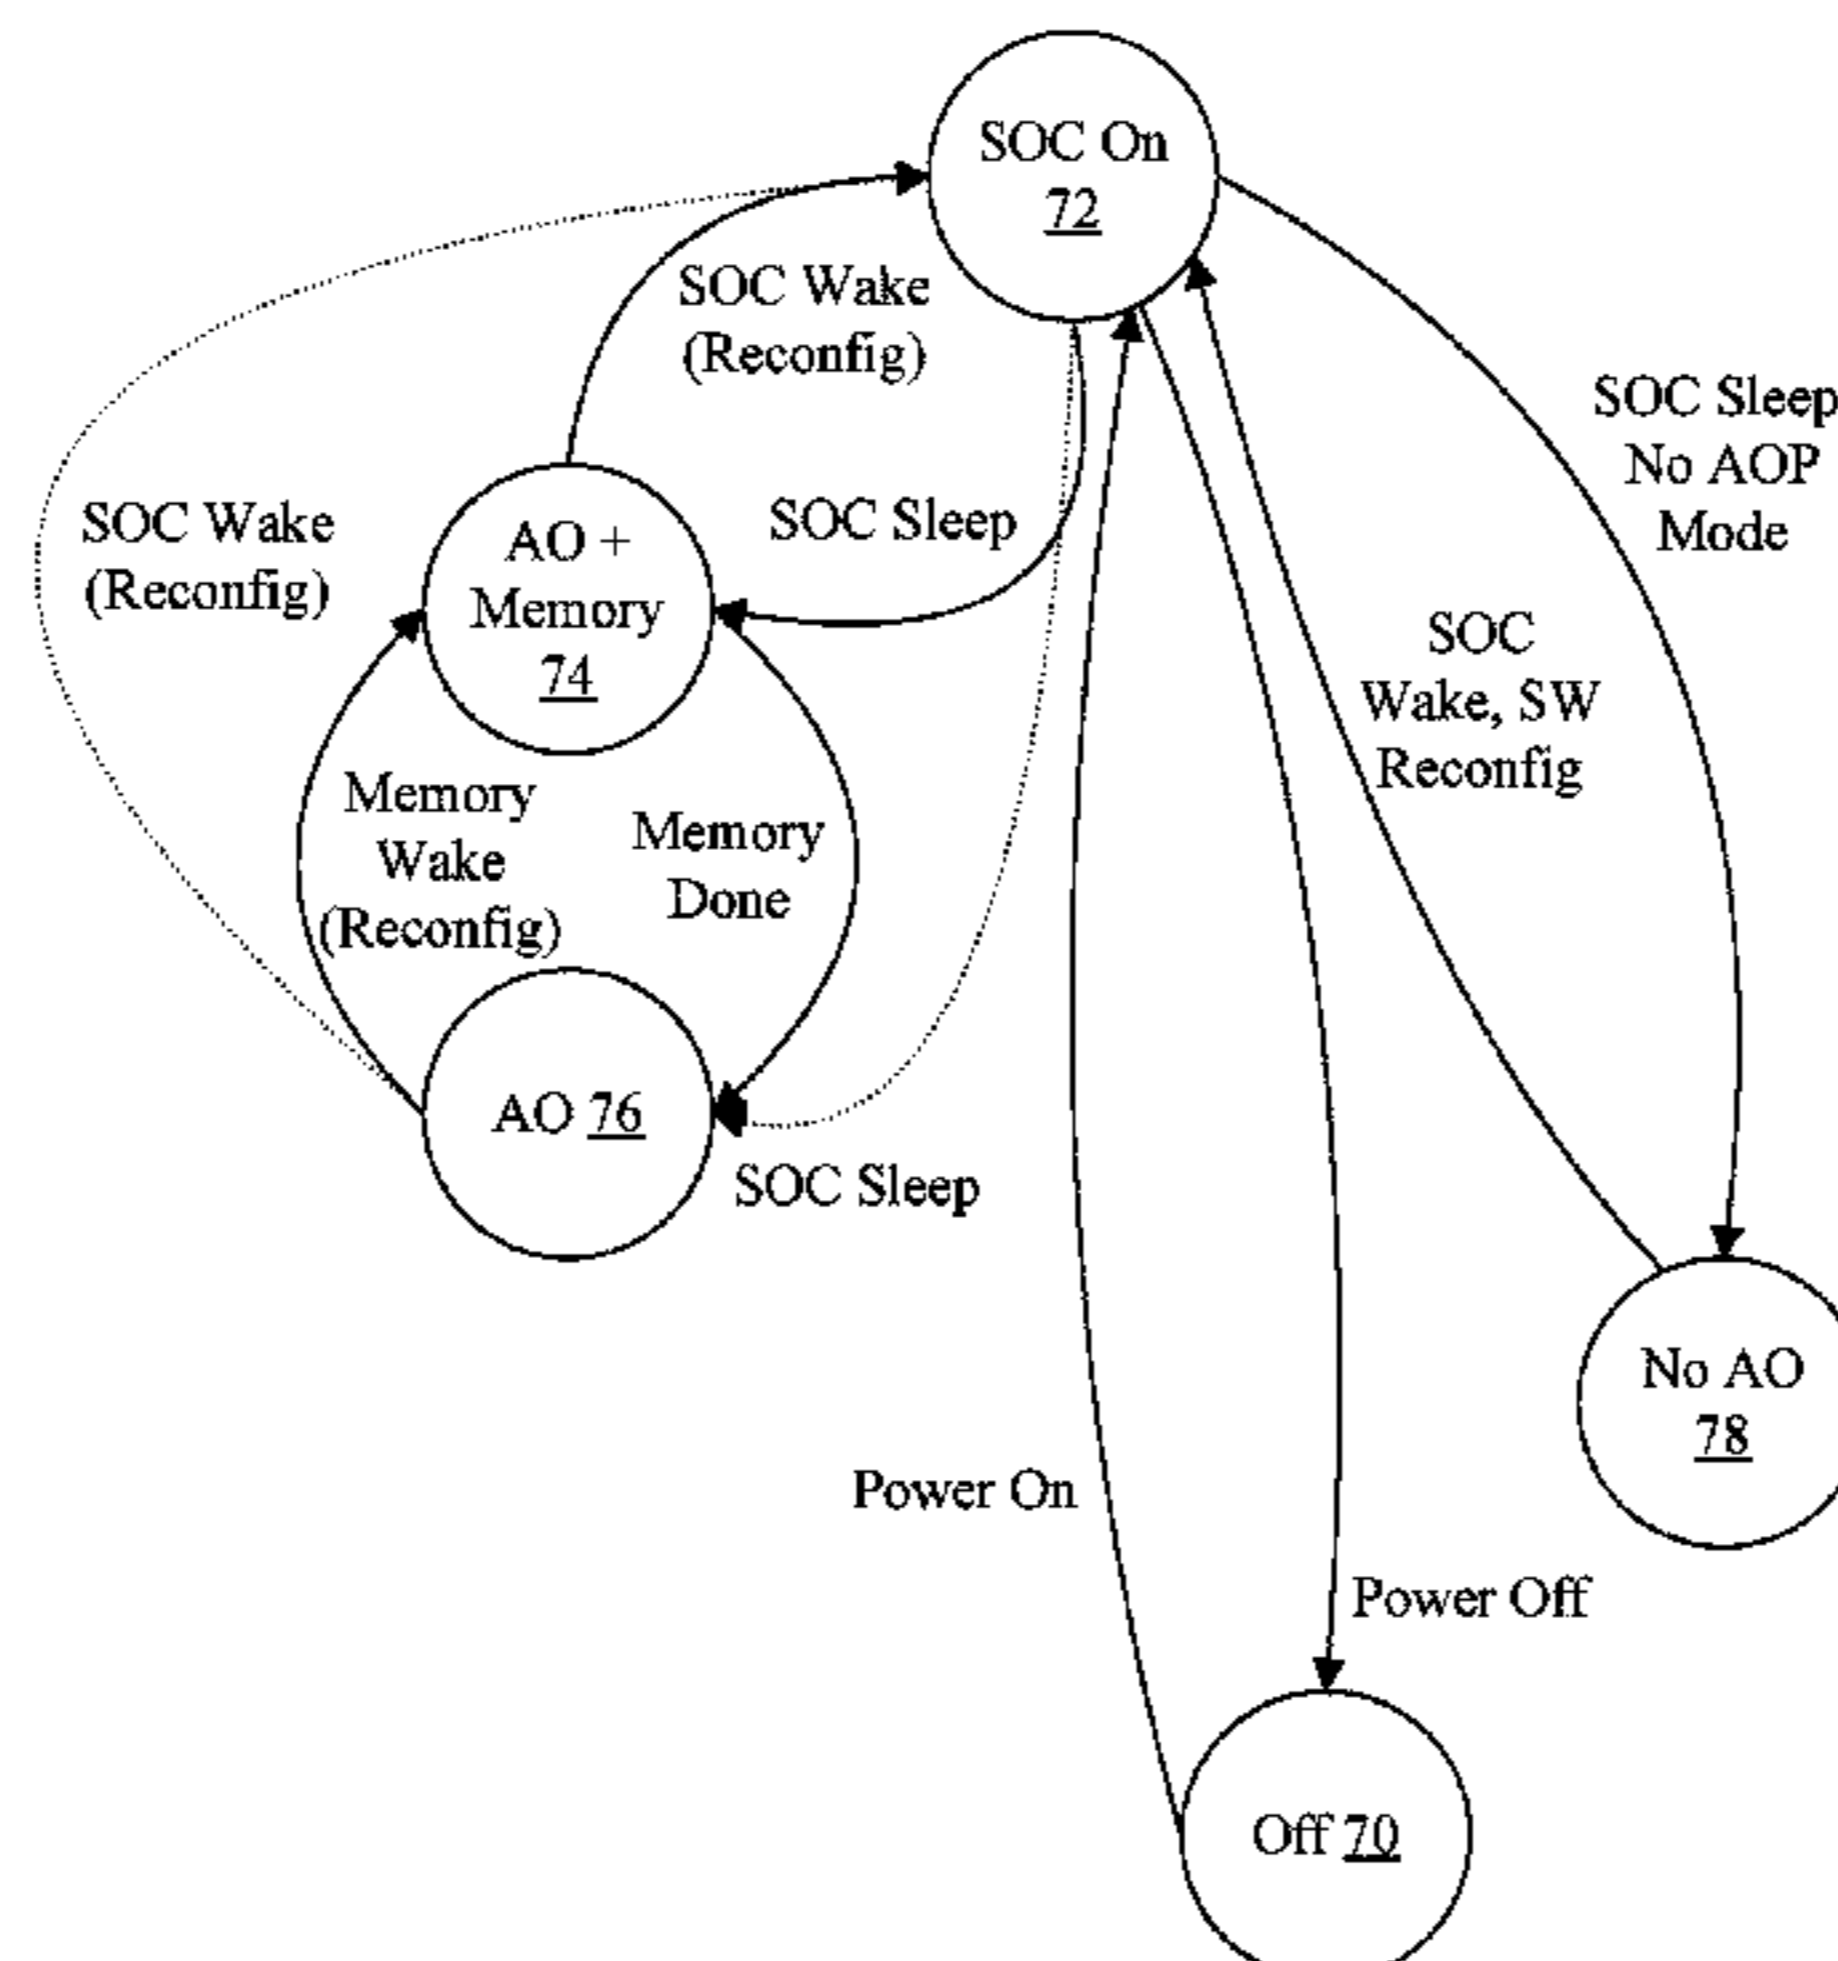 SOC On
72
SOC Wake
(Reconfig)
SOC Sleep
No AOP
Mode
SOC Wake
(Reconfig)
AO +
Memory
74
SOC Sleep
SOC
Wake, SW
Reconfig
Memory
Wake
(Reconfig)
Memory
Done
AO 76
SOC Sleep
No AO
78
Power On
Power Off
Off 70